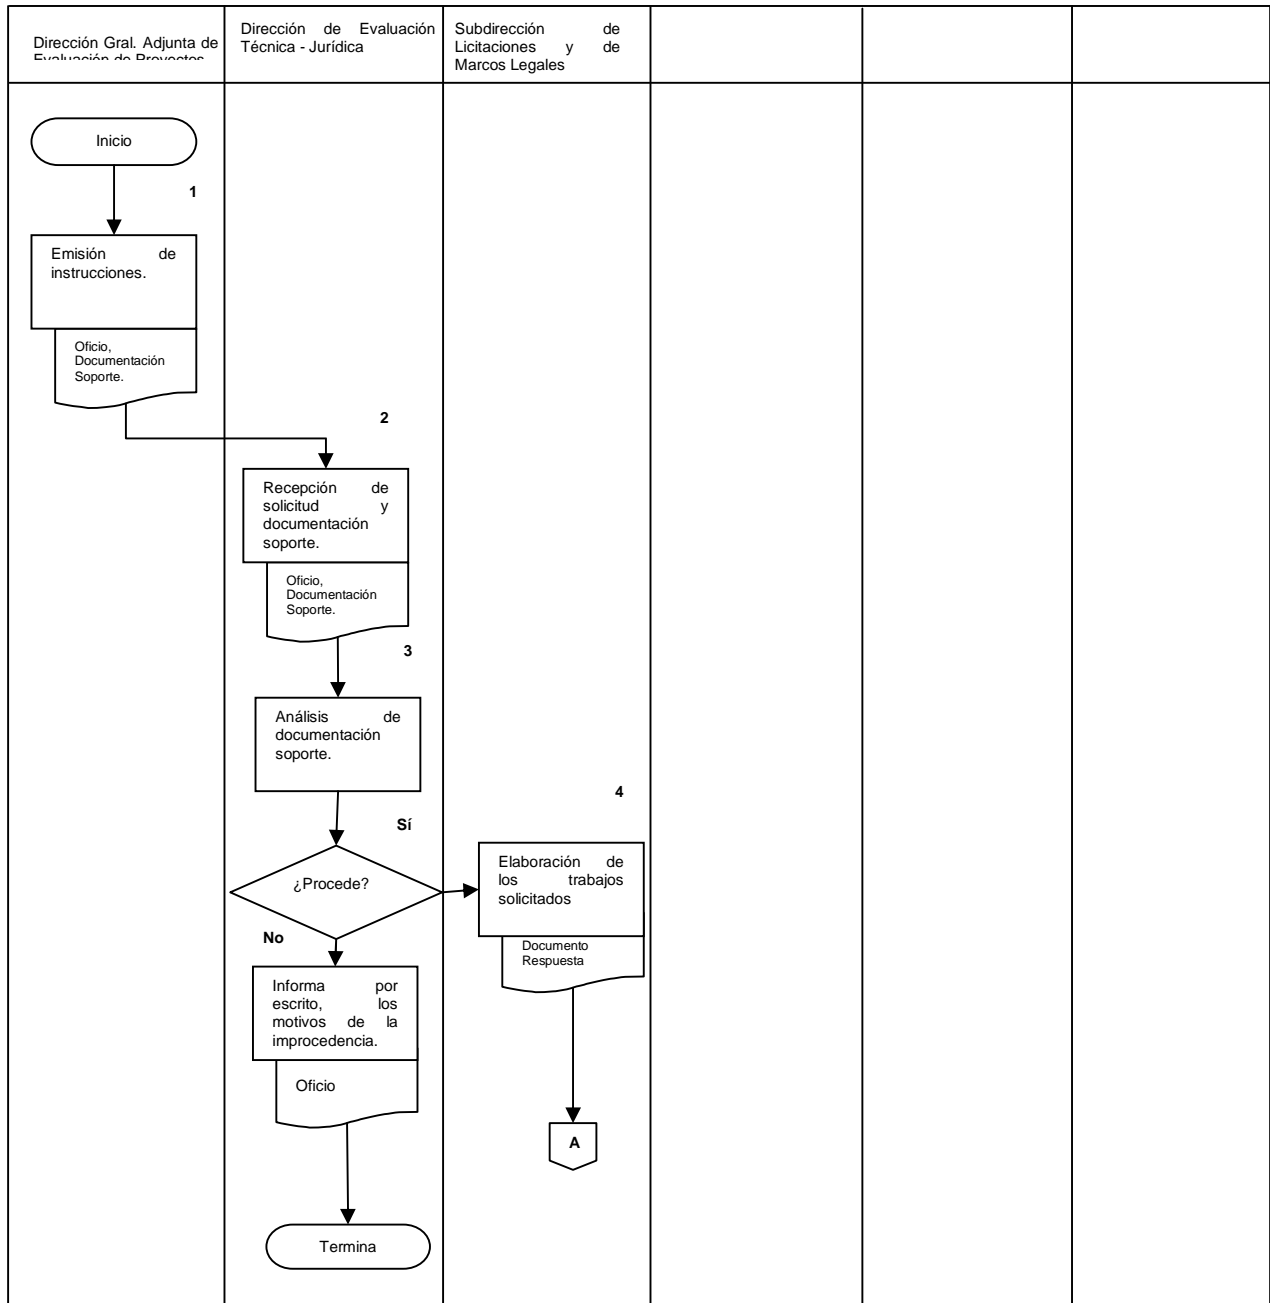 Dirección Gral. Adjunta de
Evaluación de Proyectos
Dirección de Evaluación
Técnica - Jurídica
Subdirección de
Licitaciones y de
Marcos Legales
Inicio
1
Emisión de
instrucciones.
Oficio,
Documentación
Soporte.
2
Recepción de
solicitud y
documentación
soporte.
Oficio,
Documentación
Soporte.
3
Análisis de
documentación
soporte.
4
Sí
¿Procede?
Elaboración de
los trabajos
solicitados
Documento
Respuesta
No
Informa por
escrito, los
motivos de la
improcedencia.
Oficio
A
Termina